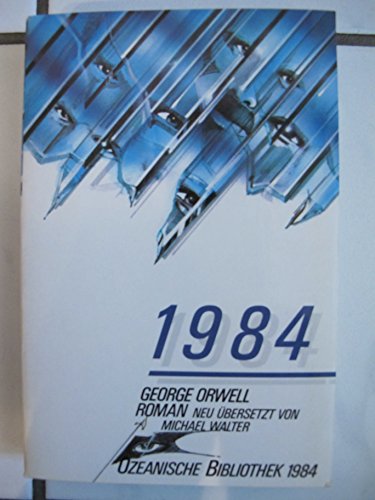 1984
GEORGE ORWELL
ROMAN NEU ÜBERSETZT VON
MICHAEL WALTER
OZEANISCHE BIBLIOTHEK 1984